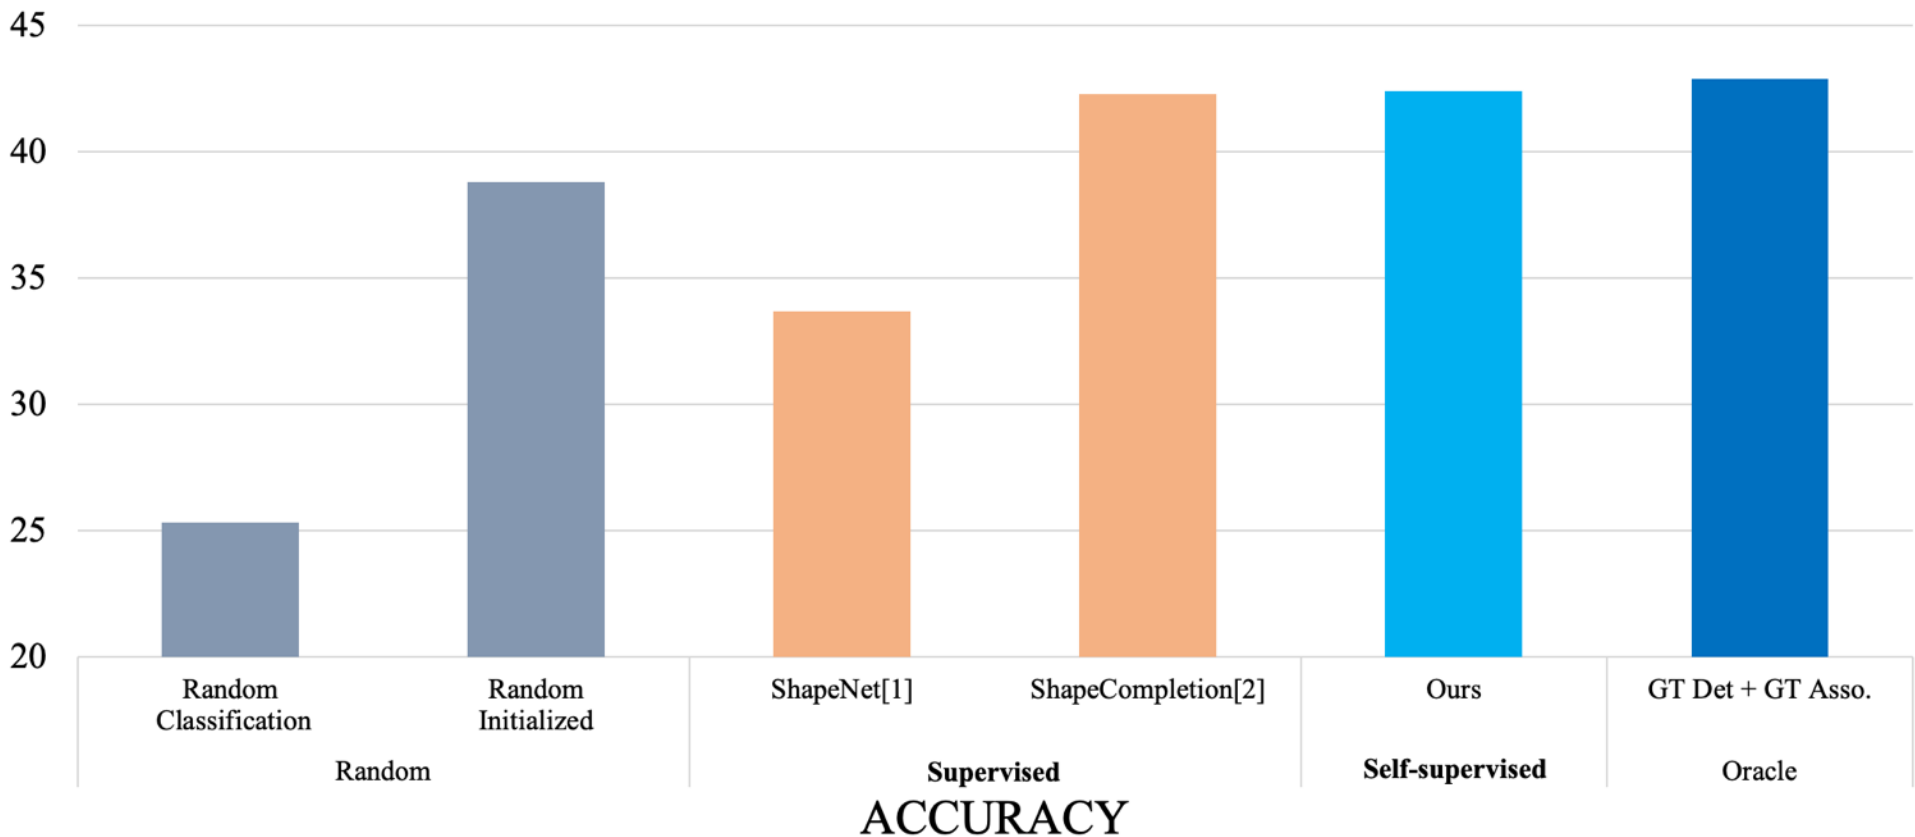 45
40
35
30
25
20
Random
Classification
Random
Initialized
ShapeNet[1]
ShapeCompletion[2]
Ours
GT Det + GT Asso.
Random
Supervised
Self-supervised
Oracle
ACCURACY